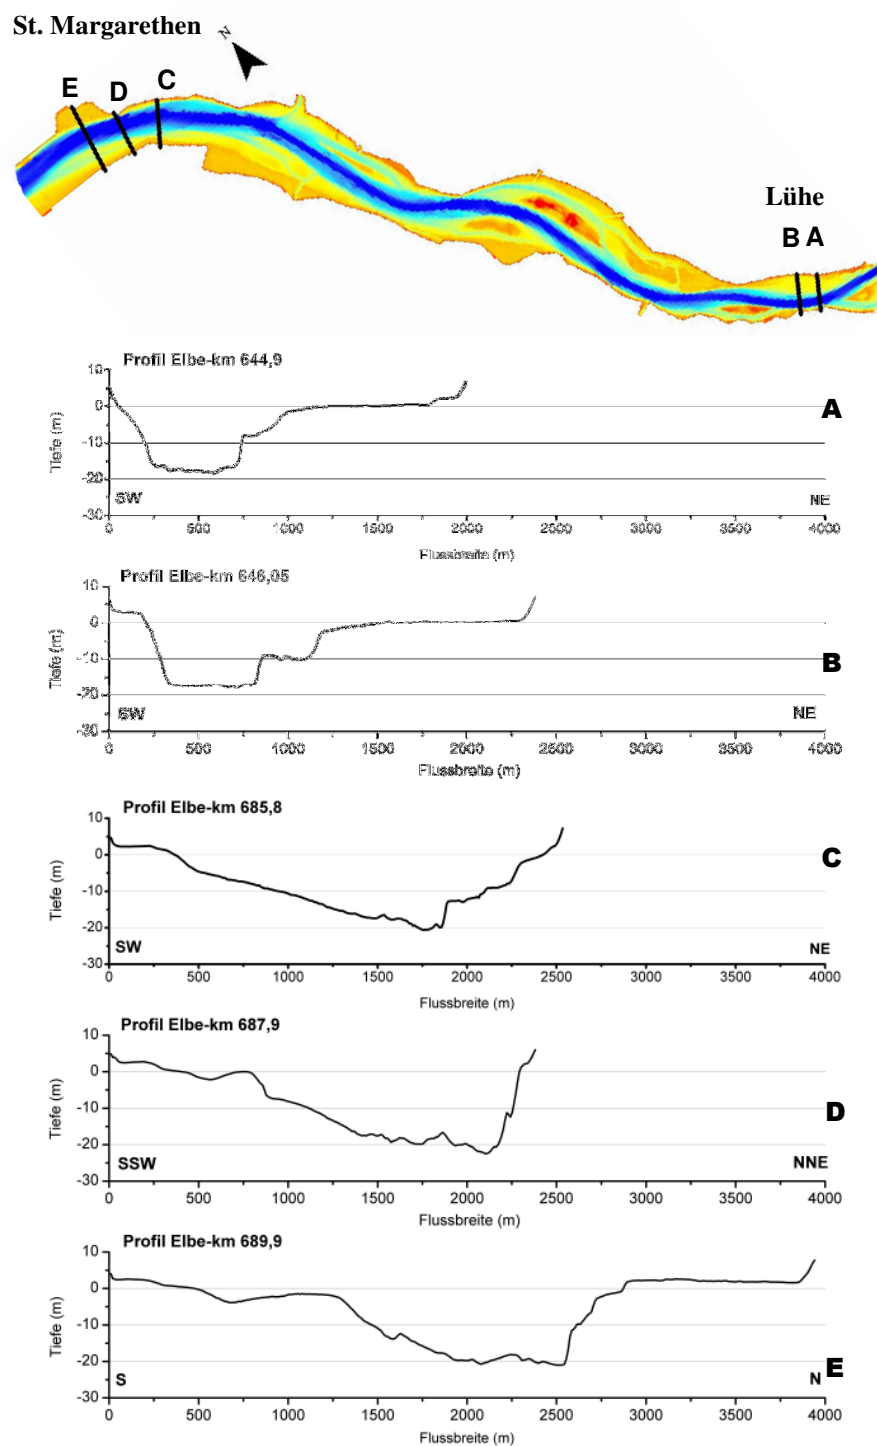 St. Margarethen
N
E D C
Lühe
B A
Profil Elbe-km 644,9
10
0
-10
-20
-30
Tiefe (m)
A
SW NE
0 500 1000 1500 2000 2500 3000 3500 4000
Flussbreite (m)
Profil Elbe-km 646,05
10
0
-10
-20
-30
Tiefe (m)
B
SW NE
0 500 1000 1500 2000 2500 3000 3500 4000
Flussbreite (m)
Profil Elbe-km 685,8
10
0
-10
-20
-30
Tiefe (m)
C
SW NE
0 500 1000 1500 2000 2500 3000 3500 4000
Flussbreite (m)
Profil Elbe-km 687,9
10
0
-10
-20
-30
Tiefe (m)
D
SSW NNE
0 500 1000 1500 2000 2500 3000 3500 4000
Flussbreite (m)
Profil Elbe-km 689,9
10
0
-10
-20
-30
Tiefe (m)
E
S N
0 500 1000 1500 2000 2500 3000 3500 4000
Flussbreite (m)